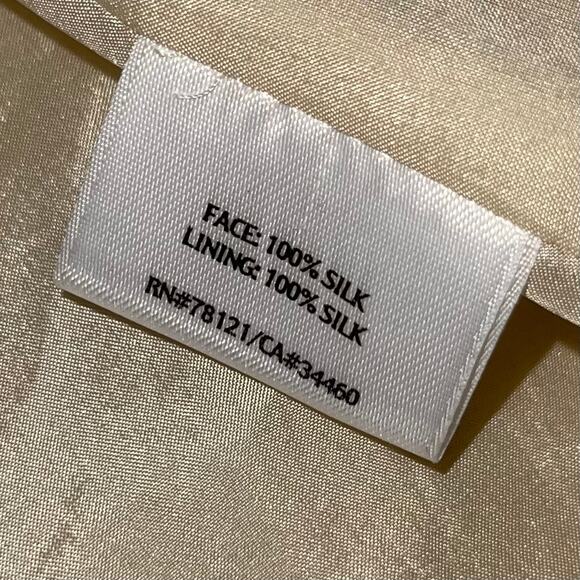 FACE: 100% SILK
LINING: 100% SILK
RN#78121/CA#34460